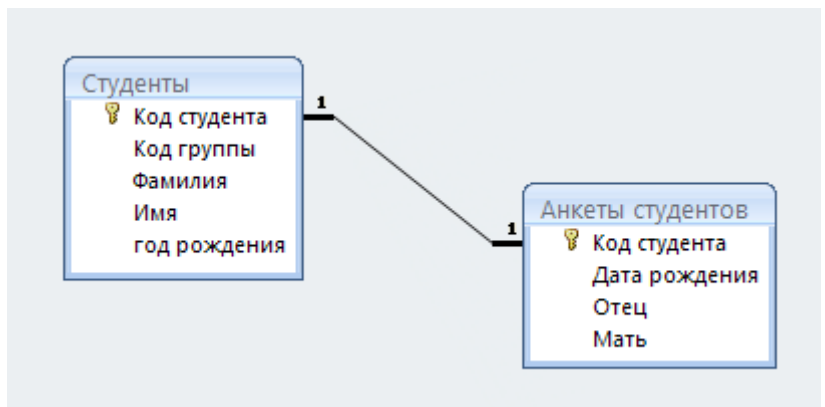 Студенты
Код студента
Код группы
Фамилия
Имя
год рождения
1
1
Анкеты студентов
Код студента
Дата рождения
Отец
Мать